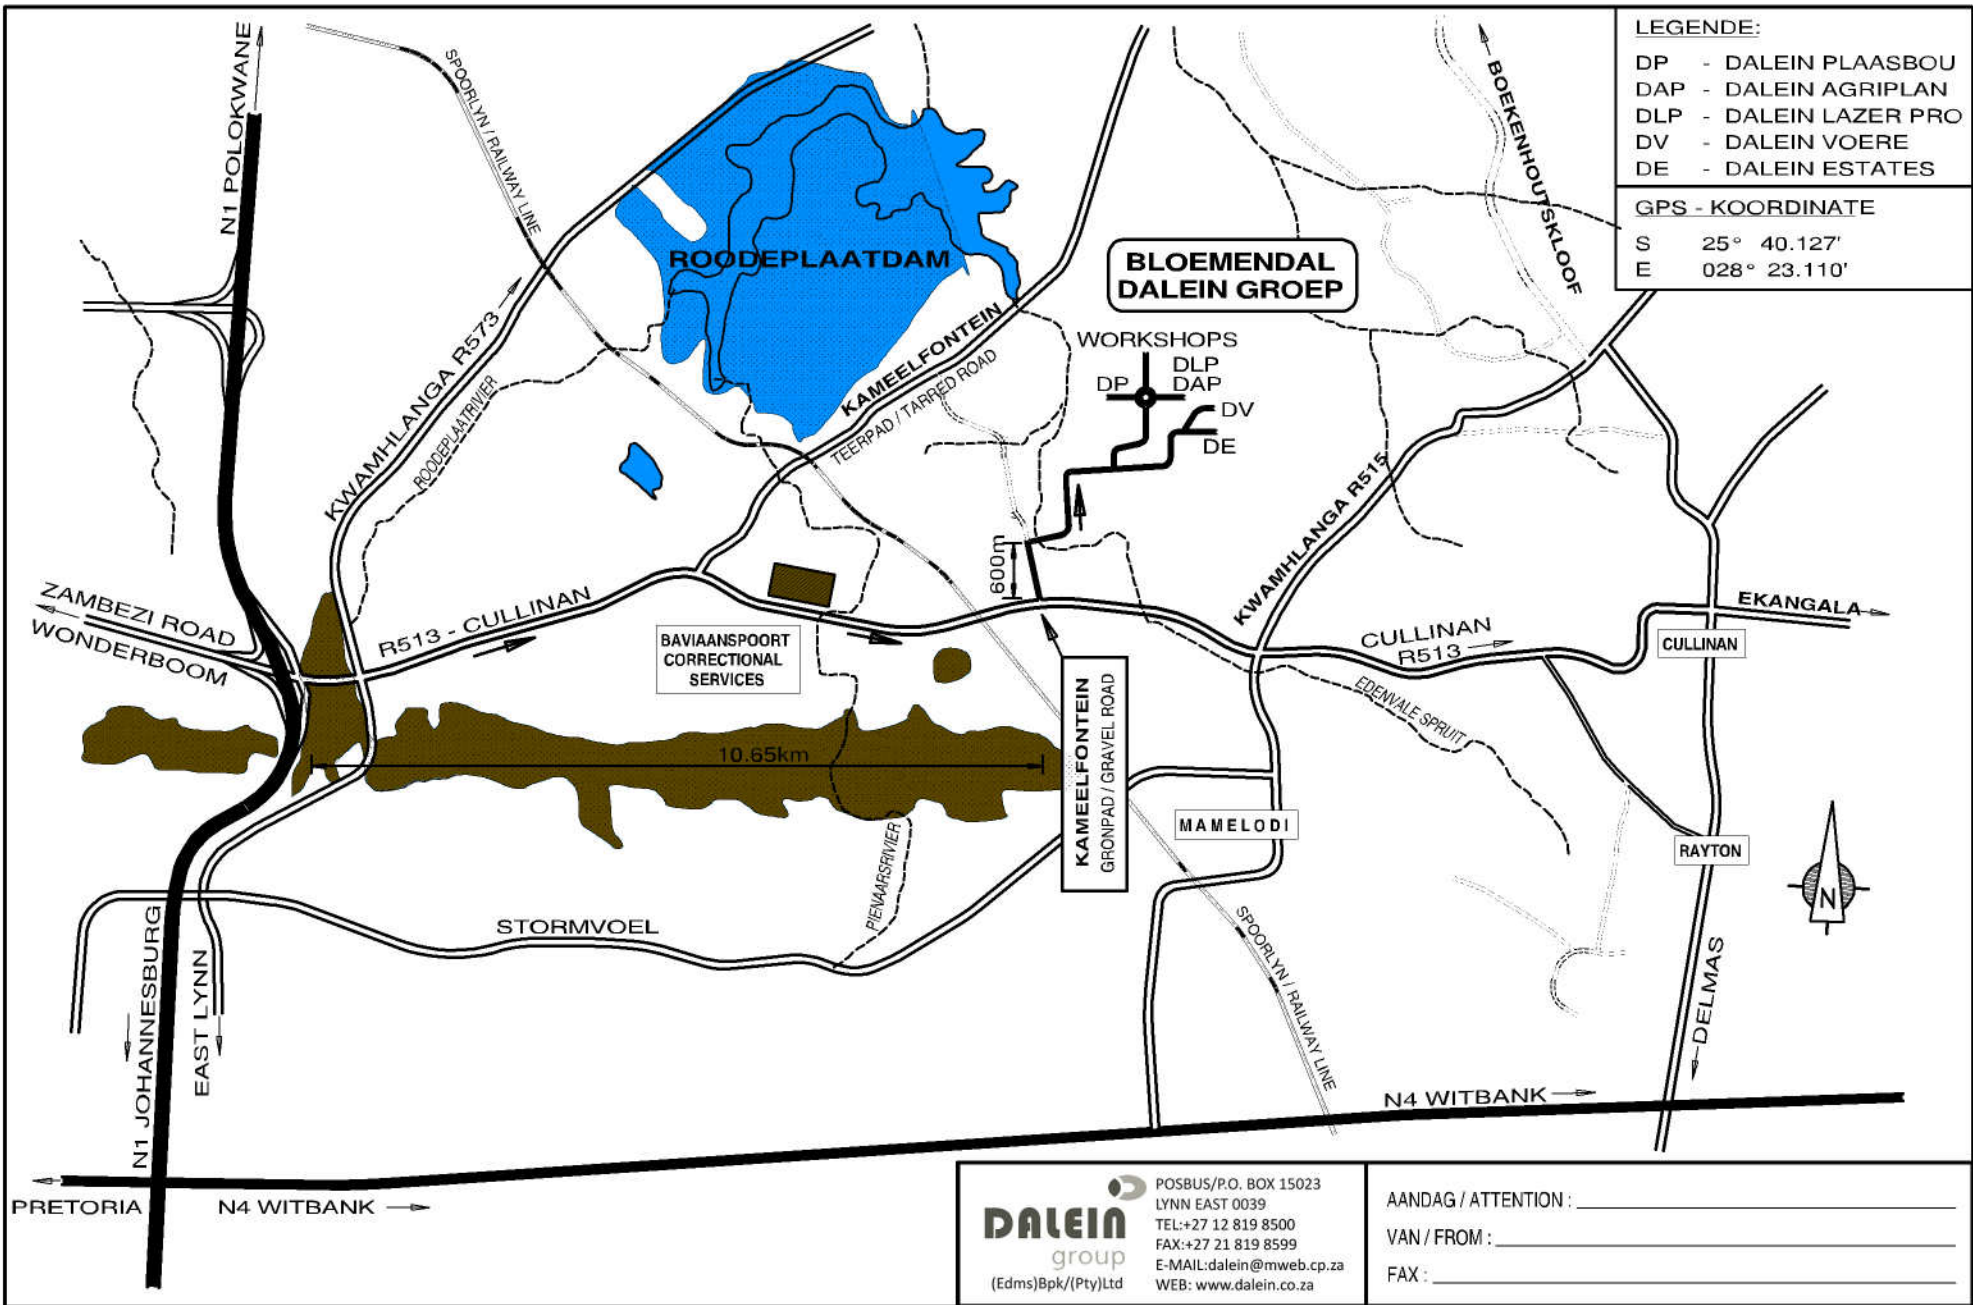 N1 POLOKWANE
SPOORLYN / RAILWAY LINE
ROODEPLAATDAM
BOEKENHOUTSKLOOF
LEGENDE:
DP - DALEIN PLAASBOU
DAP - DALEIN AGRIPLAN
DLP - DALEIN LAZER PRO
DV - DALEIN VOERE
DE - DALEIN ESTATES
GPS - KOORDINATE
S 25° 40.127'
E 028° 23.110'
BLOEMENDAL
DALEIN GROEP
WORKSHOPS
DLP
DP
DAP
DV
DE
KWAMHLANGA R573
ROODEPLAATRIVIER
KAMEELFONTEIN
TEERPAD / TARRED ROAD
KWAMHLANGA R515
600m
ZAMBEZI ROAD
WONDERBOOM
R513 - CULLINAN
BAVIAANSPOORT
CORRECTIONAL
SERVICES
CULLINAN
R513
EKANGALA
CULLINAN
EDENVALE SPRUIT
10.65km
KAMEELFONTEIN
GRONPAD / GRAVEL ROAD
MAMELODI
RAYTON
N
PIENAARSRIVIER
STORMVOEL
SPOORLYN / RAILWAY LINE
N1 JOHANNESBURG
EAST LYNN
DELMAS
N4 WITBANK
PRETORIA
N4 WITBANK
DALEIN
group
(Edms)Bpk/(Pty)Ltd
POSBUS/P.O. BOX 15023
LYNN EAST 0039
TEL:+27 12 819 8500
FAX:+27 21 819 8599
E-MAIL:dalein@mweb.cp.za
WEB: www.dalein.co.za
AANDAG / ATTENTION :
VAN / FROM :
FAX :